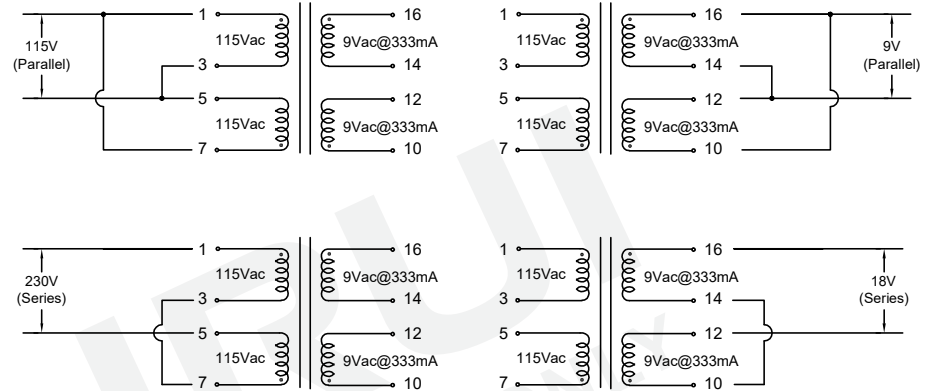 1 16 1 16
115V 115Vac 9Vac@333mA 115Vac 9Vac@333mA 9V
(Parallel) (Parallel)
3 14 3 14
5 12 5 12
115Vac 9Vac@333mA 115Vac 9Vac@333mA
7 10 7 10
1 16 1 16
230V 115Vac 9Vac@333mA 115Vac 9Vac@333mA 18V
(Series) (Series)
3 14 3 14
5 12 5 12
115Vac 9Vac@333mA 115Vac 9Vac@333mA
7 10 7 10